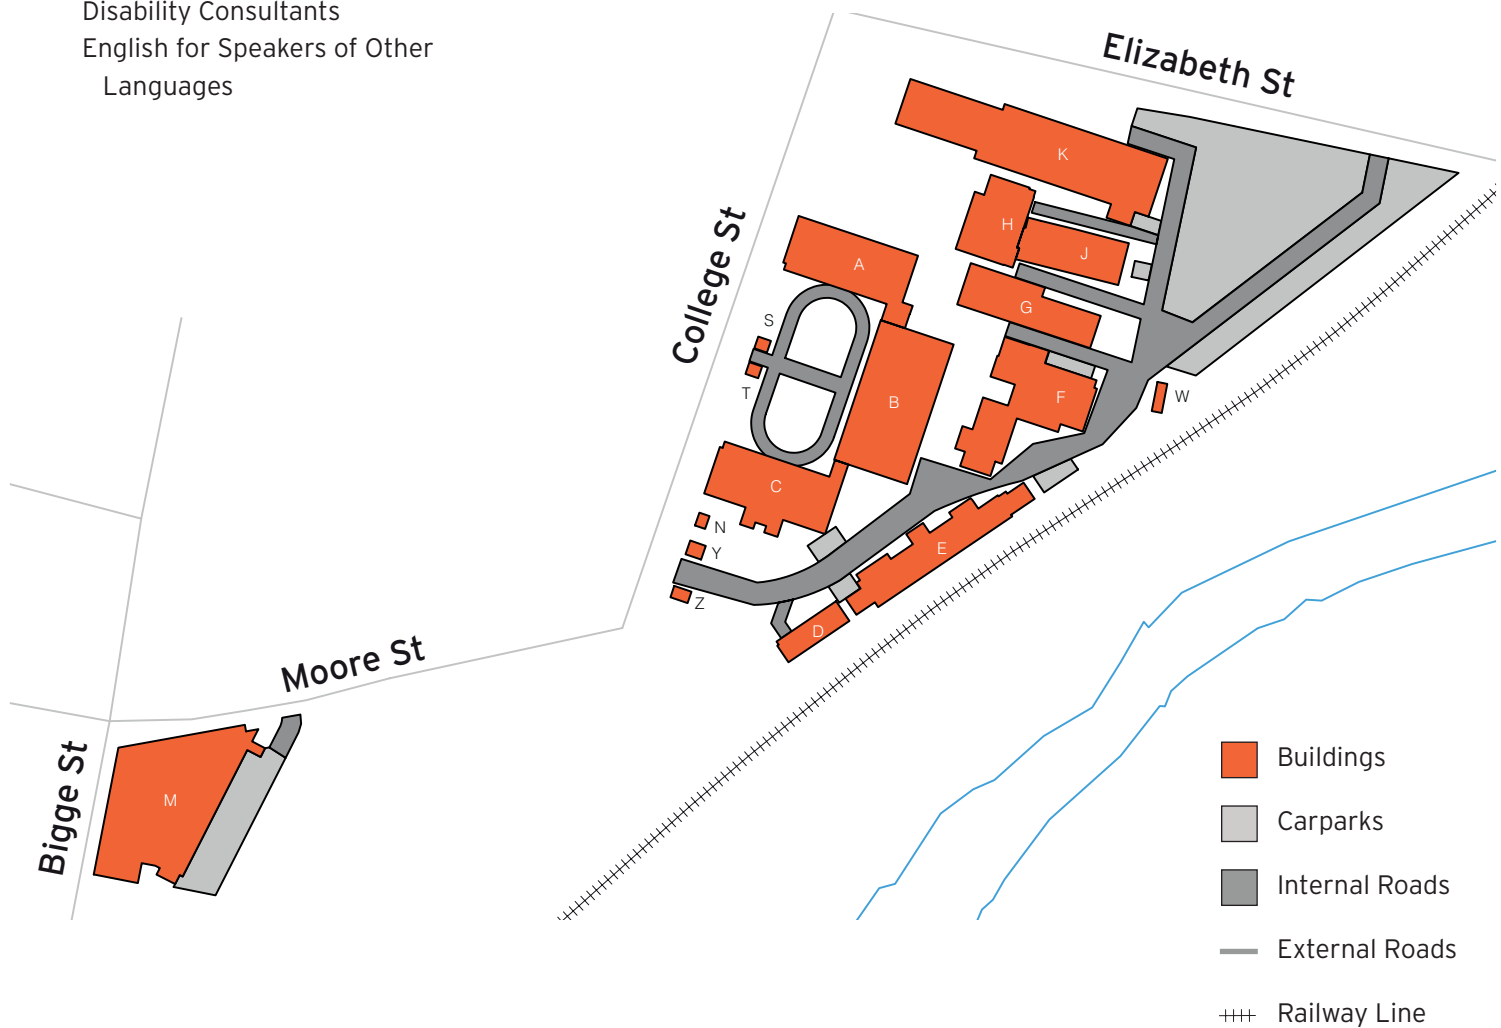 Disability Consultants
English for Speakers of Other
Languages
Elizabeth St
College St
Moore St
Bigge St
K
H
J
A
G
S
T
B
F
W
C
N
Y
Z
E
D
M
Buildings
Carparks
Internal Roads
External Roads
Railway Line